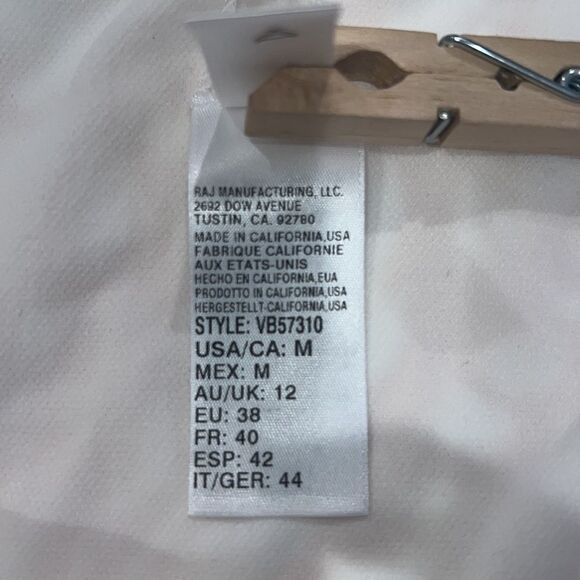 RAJ MANUFACTURING, LLC.
2692 DOW AVENUE
TUSTIN, CA. 92780
MADE IN CALIFORNIA,USA
FABRIQUE CALIFORNIE
AUX ETATS-UNIS
HECHO EN CALIFORNIA,EUA
PRODOTTO IN CALIFORNIA,USA
HERGESTELLT-CALIFORNIA,USA
STYLE: VB57310
USA/CA: M
MEX: M
AU/UK: 12
EU: 38
FR: 40
ESP: 42
IT/GER: 44